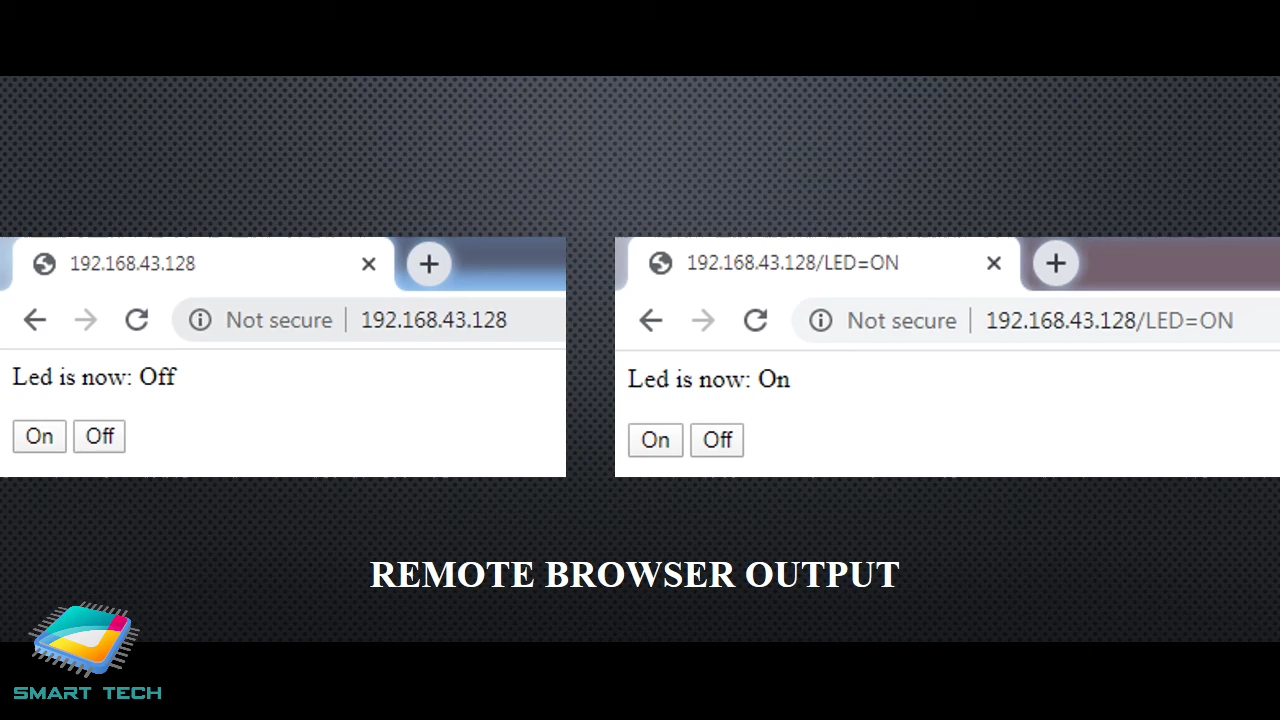 192.168.43.128
Not secure 192.168.43.128
Led is now: Off
On Off
192.168.43.128/LED=ON
Not secure 192.168.43.128/LED=ON
Led is now: On
On Off
REMOTE BROWSER OUTPUT
SMART TECH